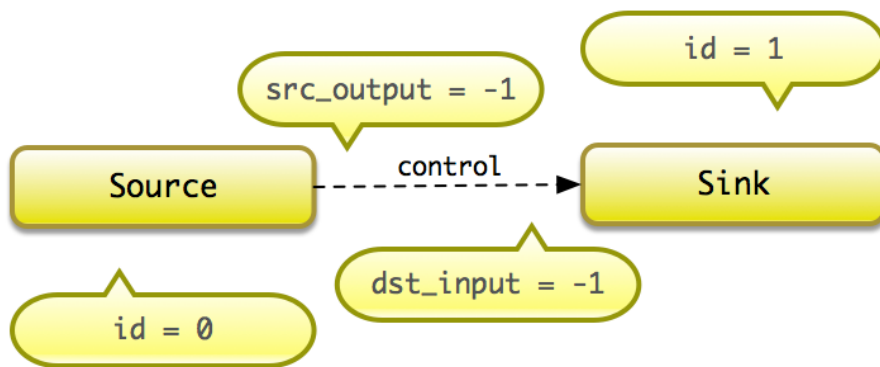 id = 1
src_output = -1
control
Source
Sink
dst_input = -1
id = 0